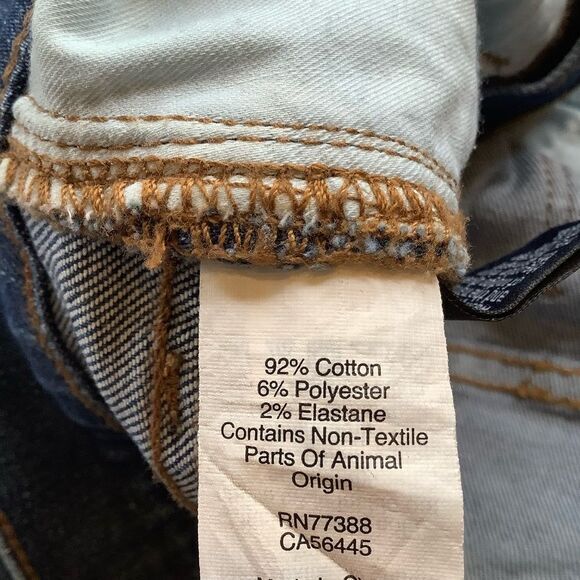 92% Cotton
6% Polyester
2% Elastane
Contains Non-Textile
Parts Of Animal
Origin
RN77388
CA56445